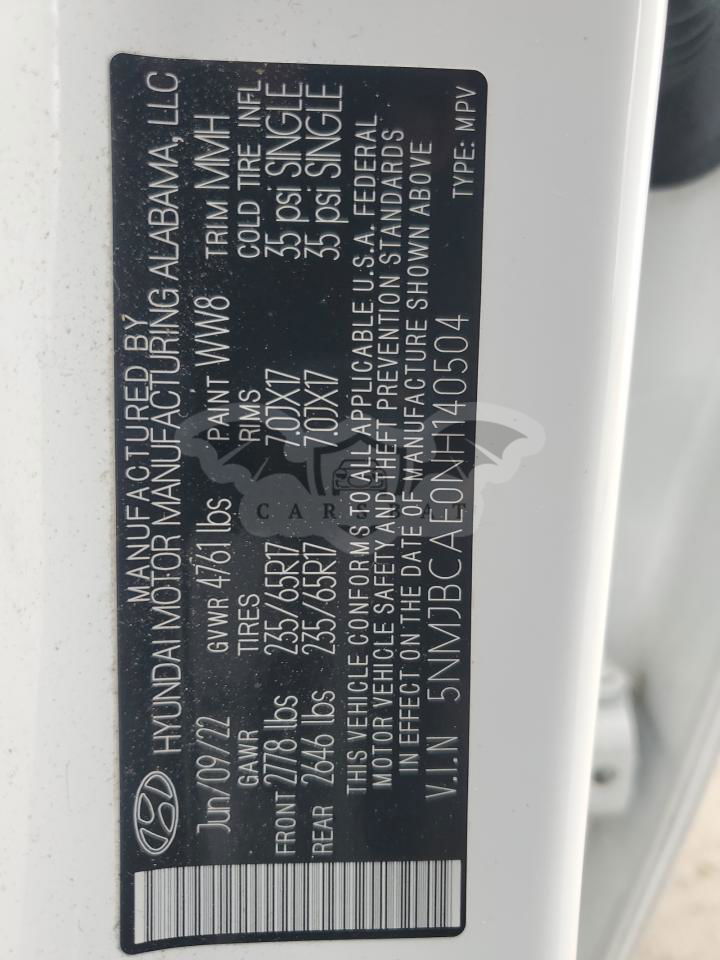 MANUFACTURED BY
HYUNDAI MOTOR MANUFACTURING ALABAMA, LLC
Jun/09/22 GVWR 4761 lbs PAINT WW8 TRIM MMH
GAWR TIRES RIMS COLD TIRE INFL
FRONT 2778 lbs 235/65R17 7.0JX17 35 psi SINGLE
REAR 2646 lbs 235/65R17 7.0JX17 35 psi SINGLE
THIS VEHICLE CONFORMS TO ALL APPLICABLE U.S.A. FEDERAL
MOTOR VEHICLE SAFETY AND THEFT PREVENTION STANDARDS
IN EFFECT ON THE DATE OF MANUFACTURE SHOWN ABOVE
V.I.N 5NMJBCAE0NH140504 TYPE: MPV
CARSBAT